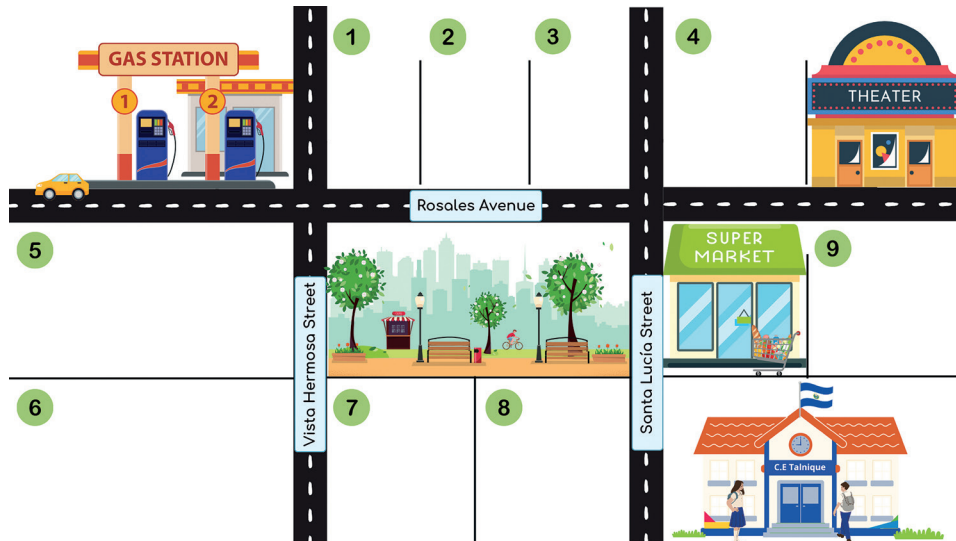 1
2
3
4
GAS STATION
1
2
THEATER
Rosales Avenue
5
SUPER
MARKET
9
Vista Hermosa Street
Santa Lucía Street
6
7
8
C.E Talnique